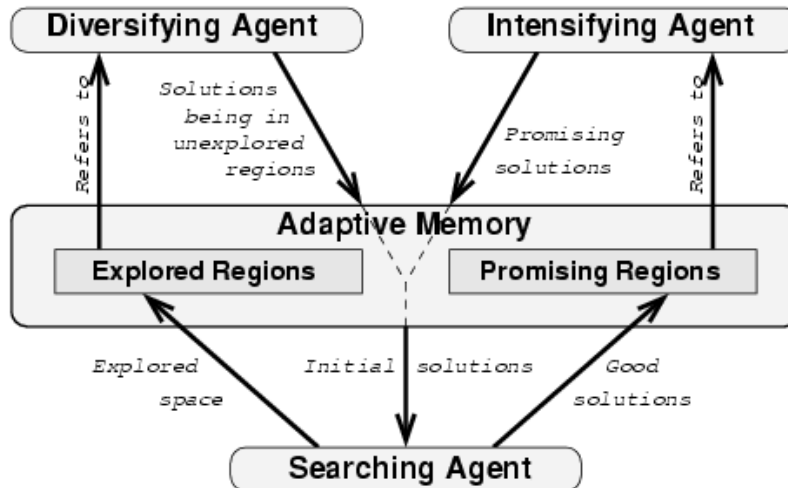 Diversifying Agent
Intensifying Agent
Refers to
Solutions
being in
unexplored
regions
Promising
solutions
Refers to
Adaptive Memory
Explored Regions
Promising Regions
Explored
space
Initial solutions
Good
solutions
Searching Agent